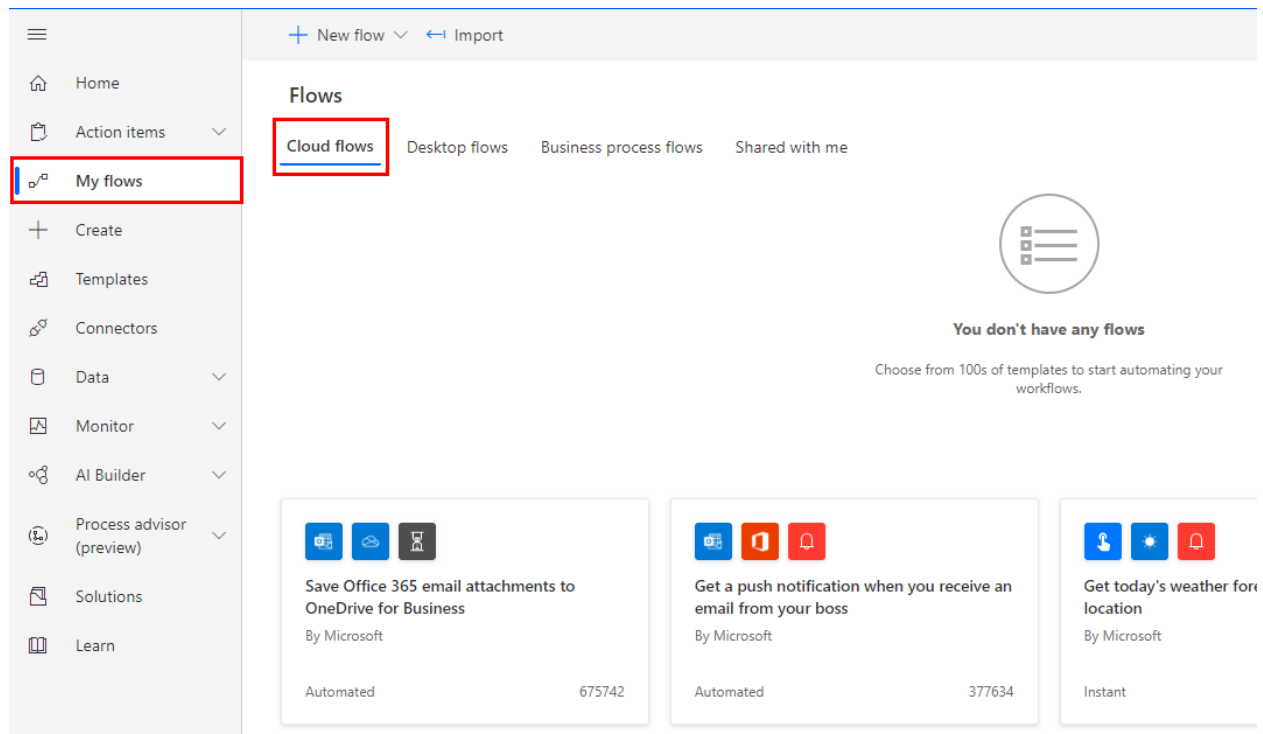 New flow
Import
Home
Action items
My flows
Create
Templates
Connectors
Data
Monitor
AI Builder
Process advisor
(preview)
Solutions
Learn
Flows
Cloud flows
Desktop flows
Business process flows
Shared with me
You don't have any flows
Choose from 100s of templates to start automating your
workflows.
Save Office 365 email attachments to
OneDrive for Business
By Microsoft
Automated
675742
Get a push notification when you receive an
email from your boss
By Microsoft
Automated
377634
Get today's weather fore
location
By Microsoft
Instant